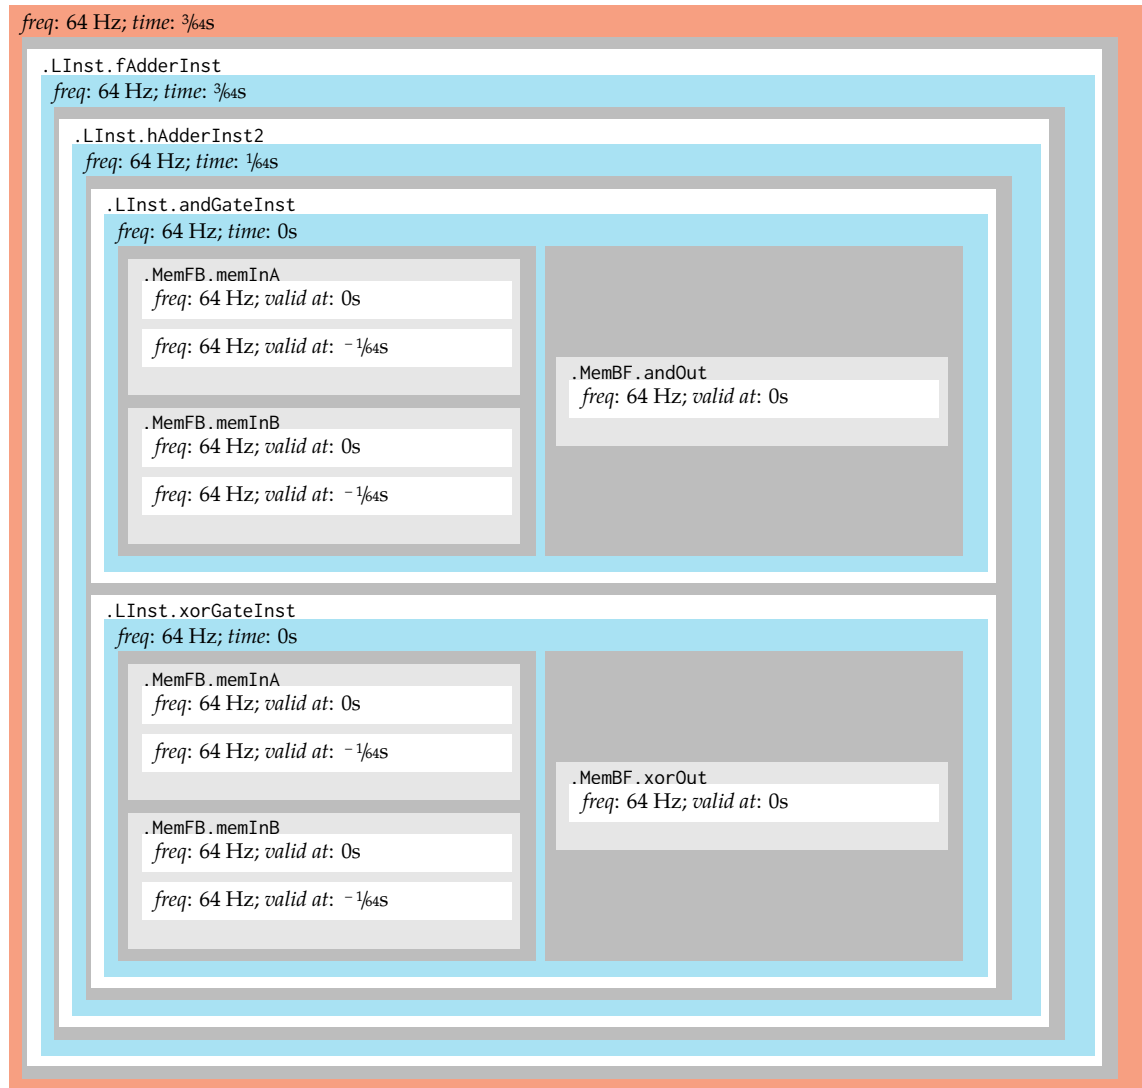 freq: 64 Hz; time: 3⁄64s
.LInst.fAdderInst
freq: 64 Hz; time: 3⁄64s
.LInst.hAdderInst2
freq: 64 Hz; time: 1⁄64s
.LInst.andGateInst
freq: 64 Hz; time: 0s
.MemFB.memInA
freq: 64 Hz; valid at: 0s
freq: 64 Hz; valid at: −1⁄64s
.MemFB.memInB
freq: 64 Hz; valid at: 0s
freq: 64 Hz; valid at: −1⁄64s
.MemBF.andOut
freq: 64 Hz; valid at: 0s
.LInst.xorGateInst
freq: 64 Hz; time: 0s
.MemFB.memInA
freq: 64 Hz; valid at: 0s
freq: 64 Hz; valid at: −1⁄64s
.MemFB.memInB
freq: 64 Hz; valid at: 0s
freq: 64 Hz; valid at: −1⁄64s
.MemBF.xorOut
freq: 64 Hz; valid at: 0s